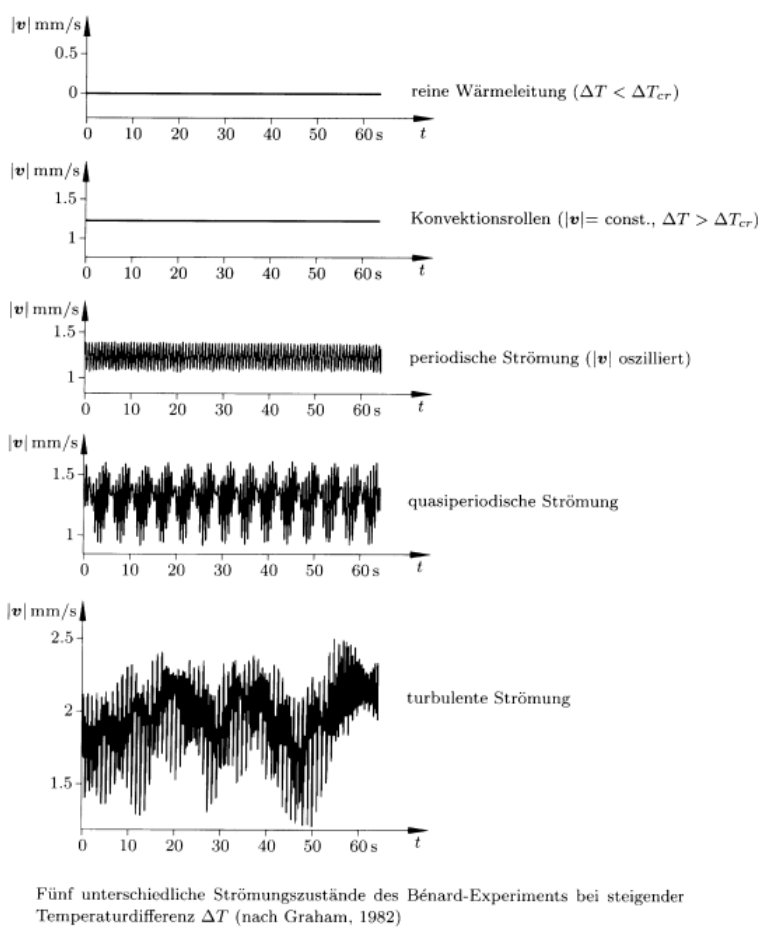 |v| mm/s
0.5
0
reine Wärmeleitung (ΔT < ΔT_cr)
0 10 20 30 40 50 60 s t
|v| mm/s
1.5
Konvektionsrollen (|v|= const., ΔT > ΔT_cr)
1
0 10 20 30 40 50 60 s t
|v| mm/s
1.5
periodische Strömung (|v| oszilliert)
1
0 10 20 30 40 50 60 s t
|v| mm/s
1.5
quasiperiodische Strömung
1
0 10 20 30 40 50 60 s t
|v| mm/s
2.5
turbulente Strömung
2
1.5
0 10 20 30 40 50 60 s t
Fünf unterschiedliche Strömungszustände des Bénard-Experiments bei steigender
Temperaturdifferenz ΔT (nach Graham, 1982)